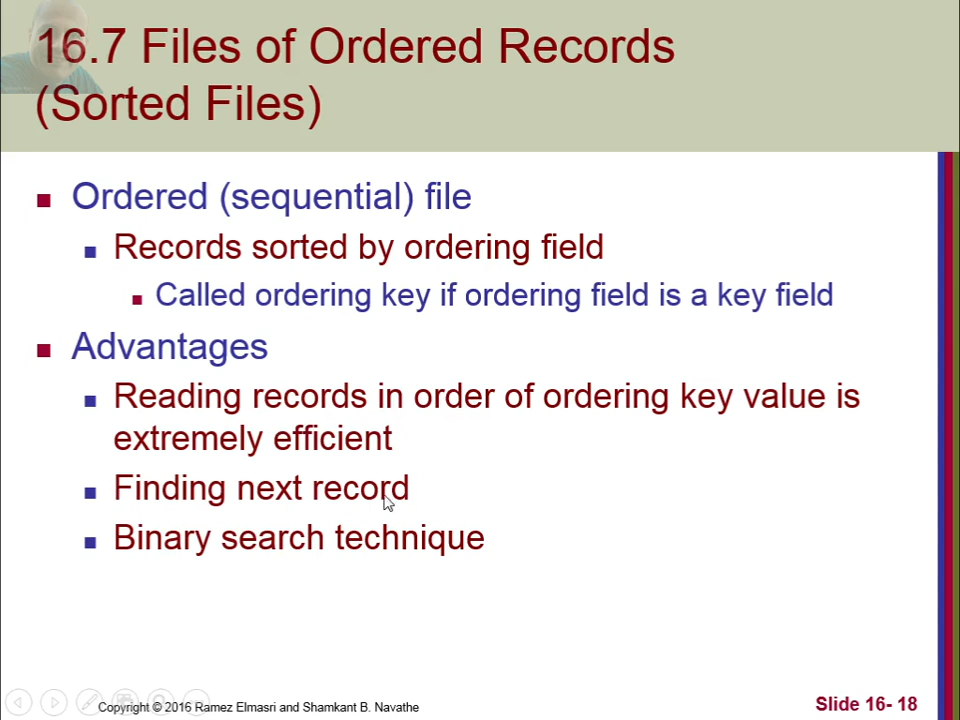 16.7 Files of Ordered Records
(Sorted Files)
Ordered (sequential) file
Records sorted by ordering field
Called ordering key if ordering field is a key field
Advantages
Reading records in order of ordering key value is
extremely efficient
Finding next record
Binary search technique
Copyright © 2016 Ramez Elmasri and Shamkant B. Navathe
Slide 16- 18